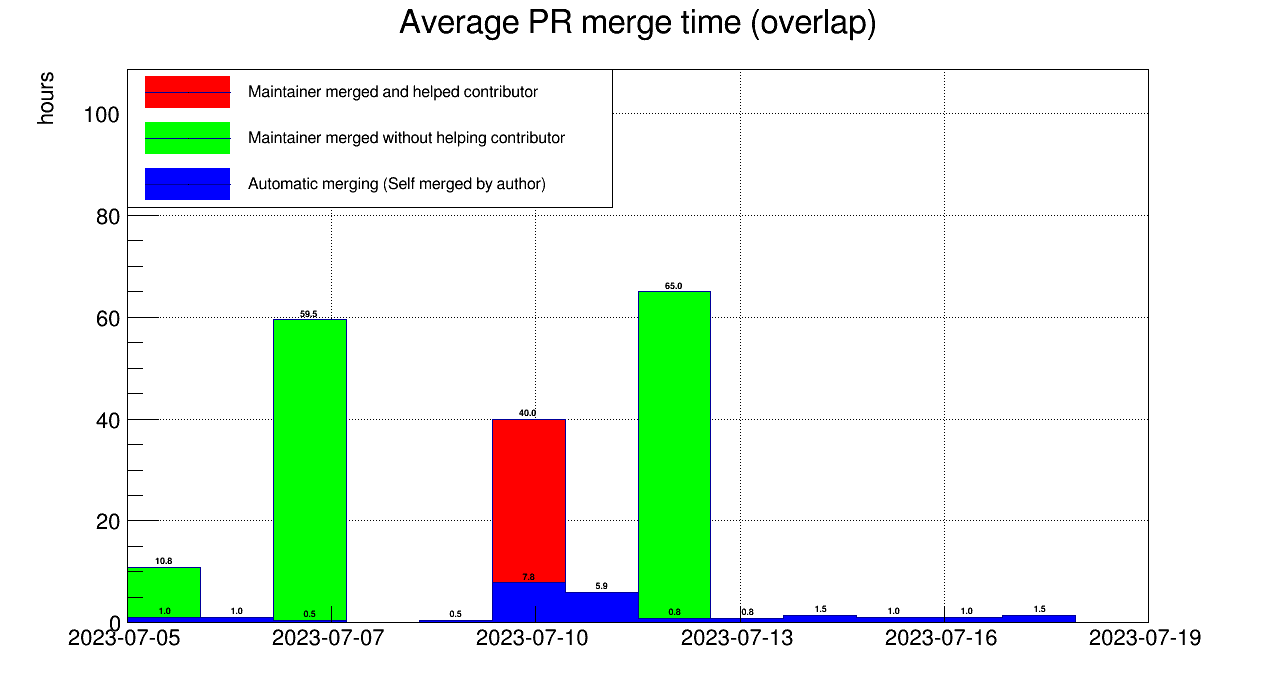 Average PR merge time (overlap)
hours
Maintainer merged and helped contributor
Maintainer merged without helping contributor
Automatic merging (Self merged by author)
100
80
60
40
20
0
65.0
59.5
40.0
10.8
7.8
5.9
1.0 1.0 0.5 0.5 0.8 0.8 1.5 1.0 1.0 1.5
2023-07-05 2023-07-07 2023-07-10 2023-07-13 2023-07-16 2023-07-19